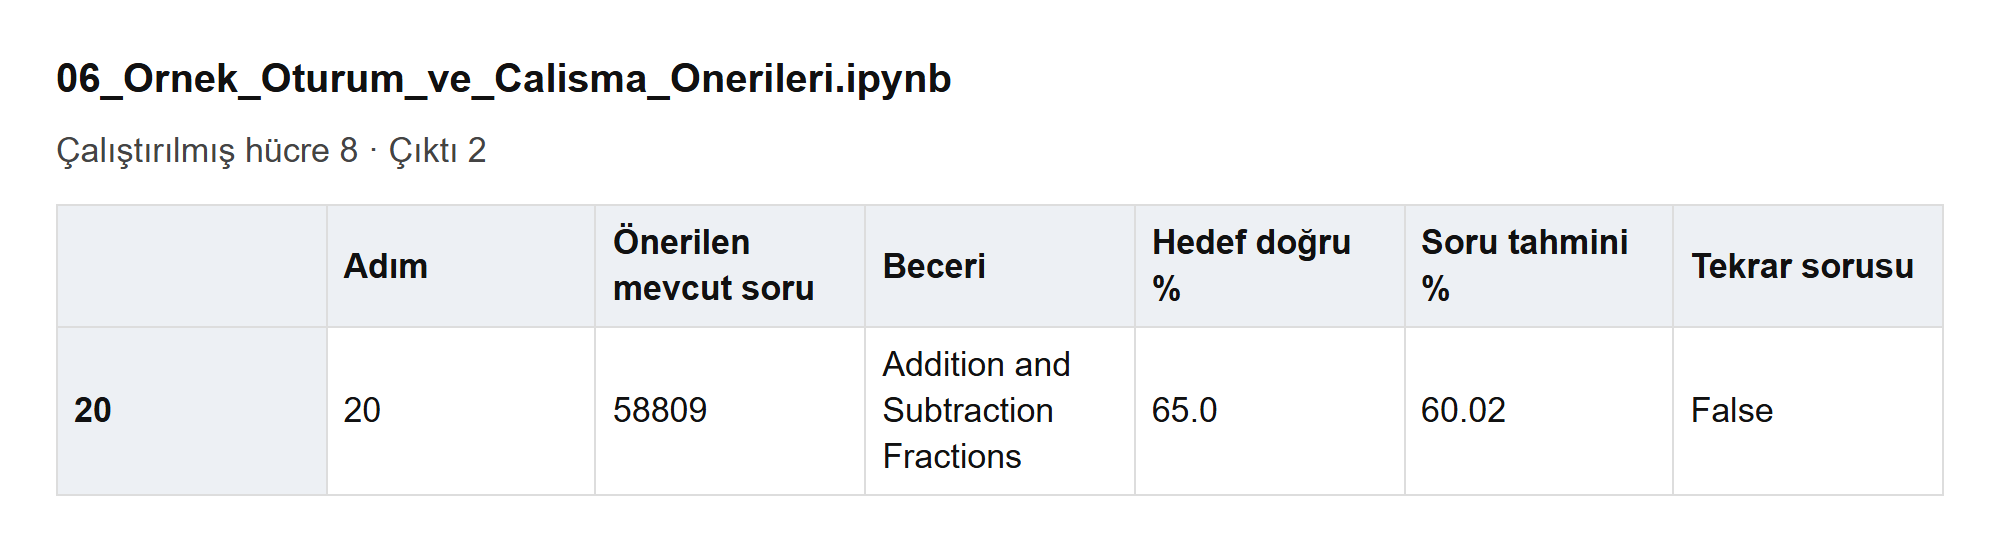 06_Ornek_Oturum_ve_Calisma_Onerileri.ipynb
Çalıştırılmış hücre 8 · Çıktı 2
Adım
Önerilen
mevcut soru
Beceri
Hedef doğru
%
Soru tahmini
%
Tekrar sorusu
20
20
58809
Addition and
Subtraction
Fractions
65.0
60.02
False